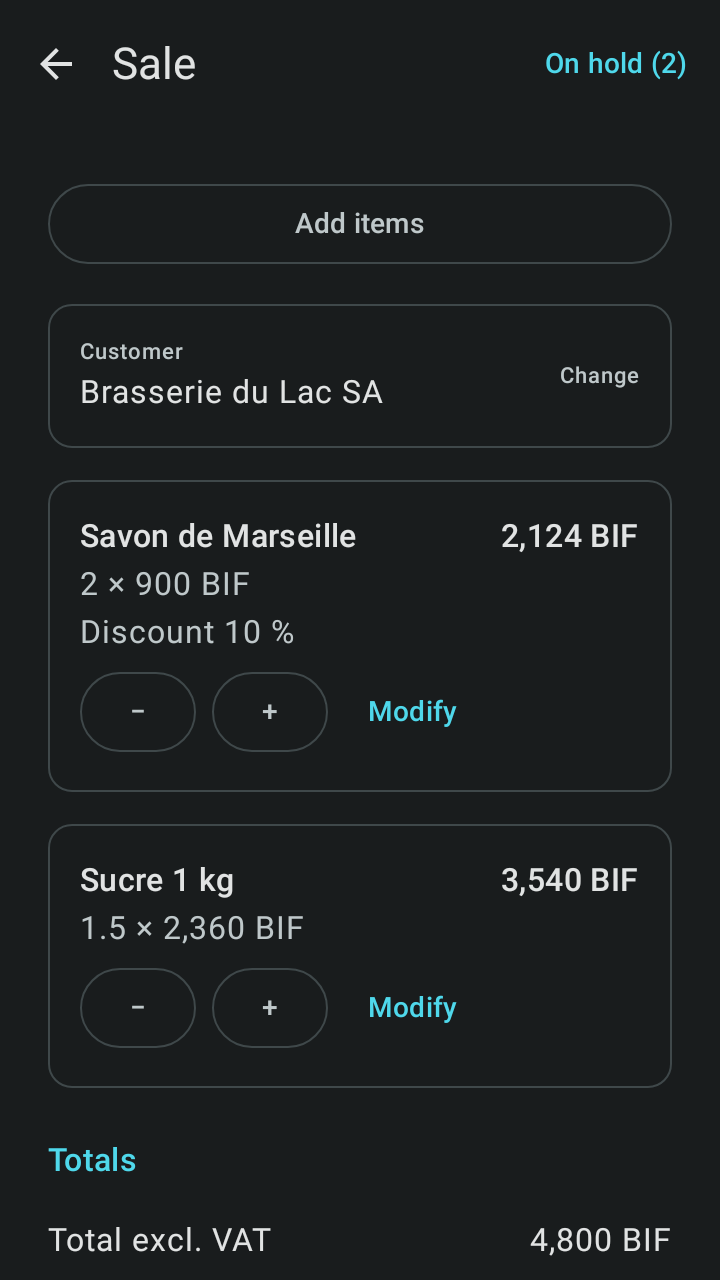 Sale
On hold (2)
Add items
Customer
Brasserie du Lac SA
Change
Savon de Marseille 2,124 BIF
2 × 900 BIF
Discount 10 %
− + Modify
Sucre 1 kg 3,540 BIF
1.5 × 2,360 BIF
− + Modify
Totals
Total excl. VAT 4,800 BIF